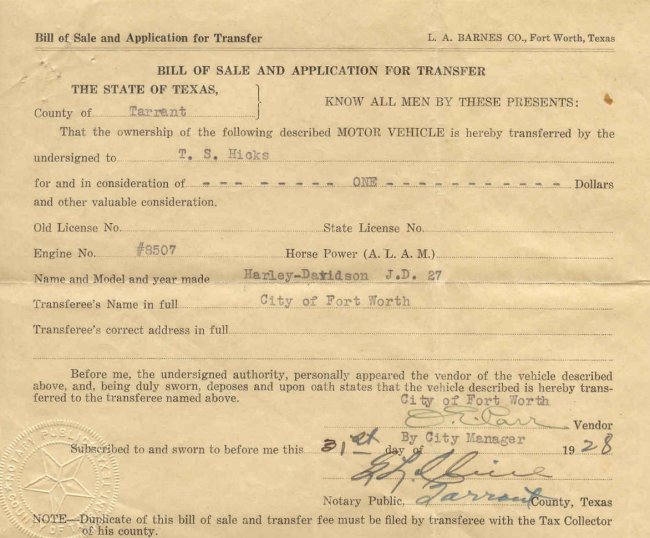 Bill of Sale and Application for Transfer L. A. BARNES CO., Fort Worth, Texas
BILL OF SALE AND APPLICATION FOR TRANSFER
THE STATE OF TEXAS,
County of Tarrant
KNOW ALL MEN BY THESE PRESENTS:
That the ownership of the following described MOTOR VEHICLE is hereby transferred by the
undersigned to T. S. Hicks
for and in consideration of - - - - - - - - ONE - - - - - - - - - - - Dollars
and other valuable consideration.
Old License No. State License No.
Engine No. #8507 Horse Power (A. L. A. M.)
Name and Model and year made Harley-Davidson J.D. 27
Transferee's Name in full City of Fort Worth
Transferee's correct address in full
Before me, the undersigned authority, personally appeared the vendor of the vehicle described
above, and, being duly sworn, deposes and upon oath states that the vehicle described is hereby trans-
ferred to the transferee named above. City of Fort Worth
O. E. Carr Vendor
By City Manager
Subscribed to and sworn to before me this 31st day of 1928
Notary Public, Tarrant County, Texas
NOTE—Duplicate of this bill of sale and transfer fee must be filed by transferee with the Tax Collector
of his county.
NOTARY PUBLIC